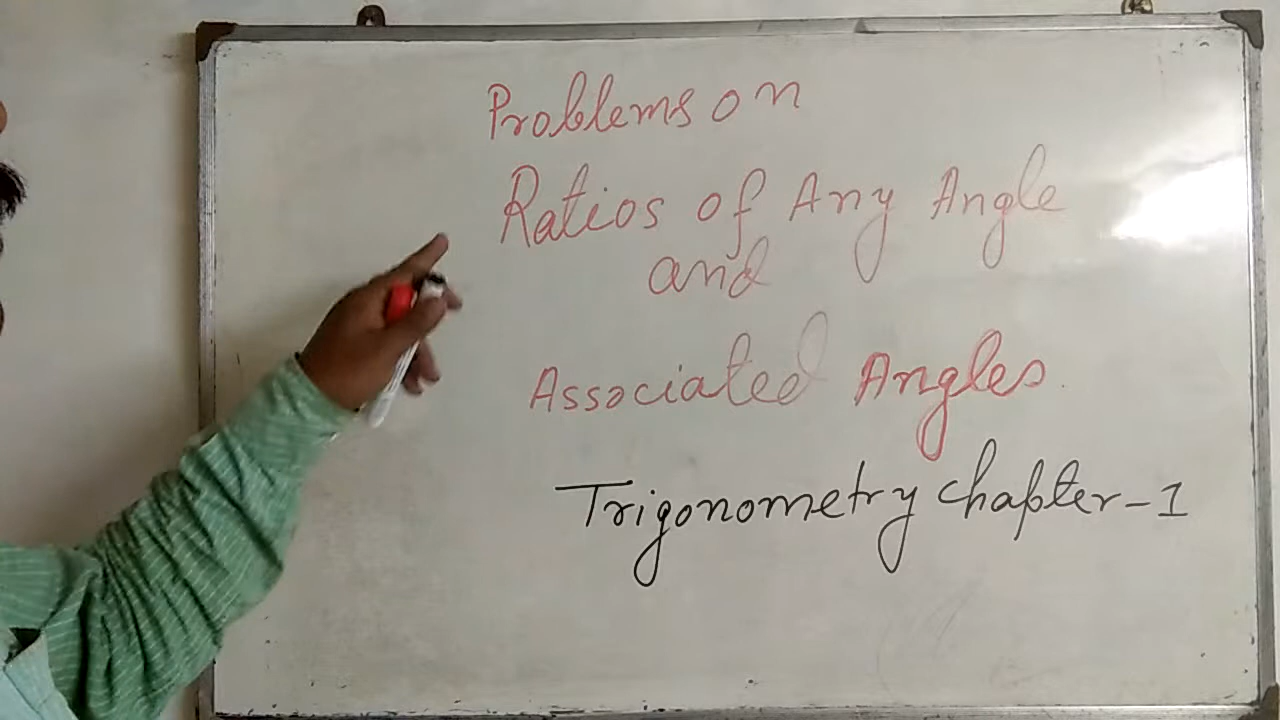 Problems on
Ratios of Any Angle
and
Associated Angles
Trigonometry chapter-1